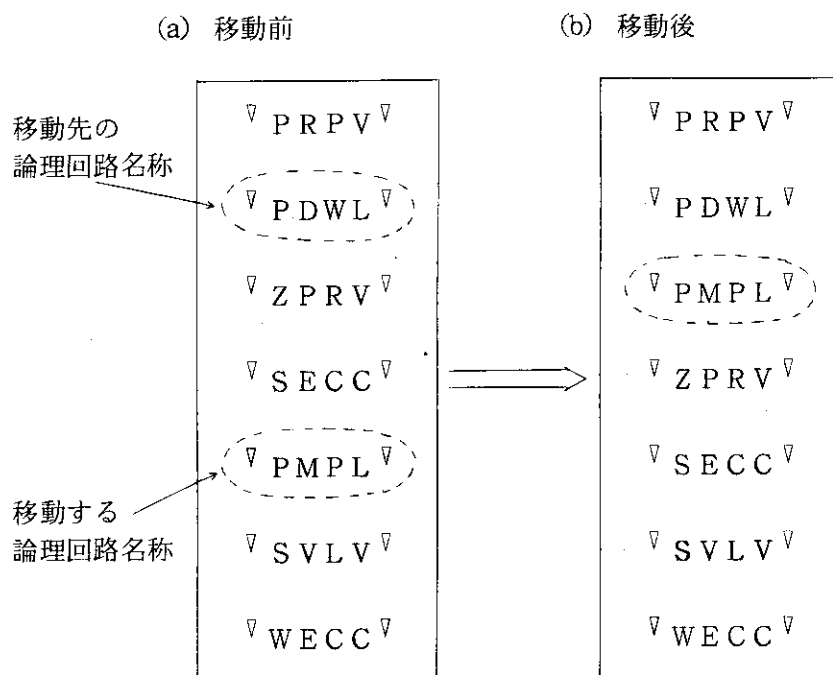 (a) 移動前
(b) 移動後
移動先の
論理回路名称
移動する
論理回路名称
▽PRPV▽
▽PDWL▽
▽ZPRV▽
▽SECC▽
▽PMPL▽
▽SVLV▽
▽WECC▽
▽PRPV▽
▽PDWL▽
▽PMPL▽
▽ZPRV▽
▽SECC▽
▽SVLV▽
▽WECC▽